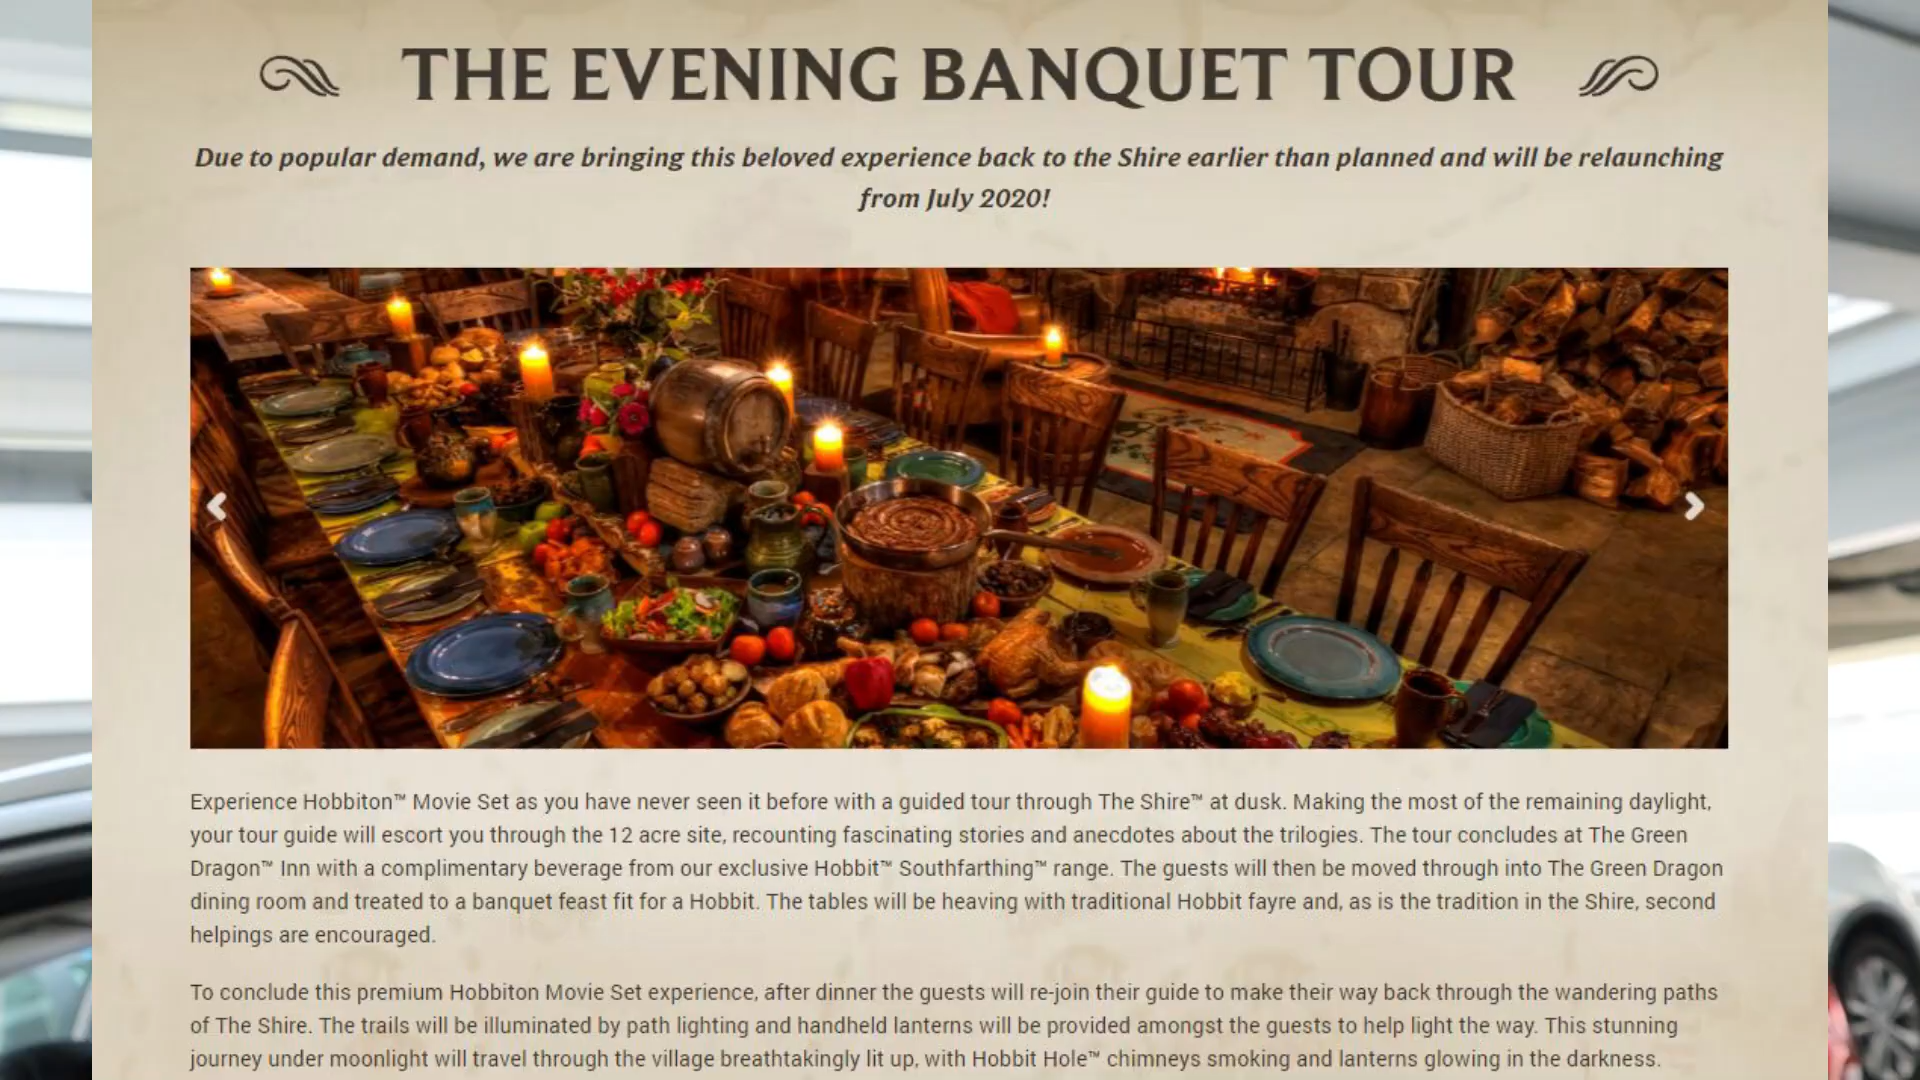 THE EVENING BANQUET TOUR
Due to popular demand, we are bringing this beloved experience back to the Shire earlier than planned and will be relaunching
from July 2020!
Experience Hobbiton™ Movie Set as you have never seen it before with a guided tour through The Shire™ at dusk. Making the most of the remaining daylight,
your tour guide will escort you through the 12 acre site, recounting fascinating stories and anecdotes about the trilogies. The tour concludes at The Green
Dragon™ Inn with a complimentary beverage from our exclusive Hobbit™ Southfarthing™ range. The guests will then be moved through into The Green Dragon
dining room and treated to a banquet feast fit for a Hobbit. The tables will be heaving with traditional Hobbit fayre and, as is the tradition in the Shire, second
helpings are encouraged.
To conclude this premium Hobbiton Movie Set experience, after dinner the guests will re-join their guide to make their way back through the wandering paths
of The Shire. The trails will be illuminated by path lighting and handheld lanterns will be provided amongst the guests to help light the way. This stunning
journey under moonlight will travel through the village breathtakingly lit up, with Hobbit Hole™ chimneys smoking and lanterns glowing in the darkness.